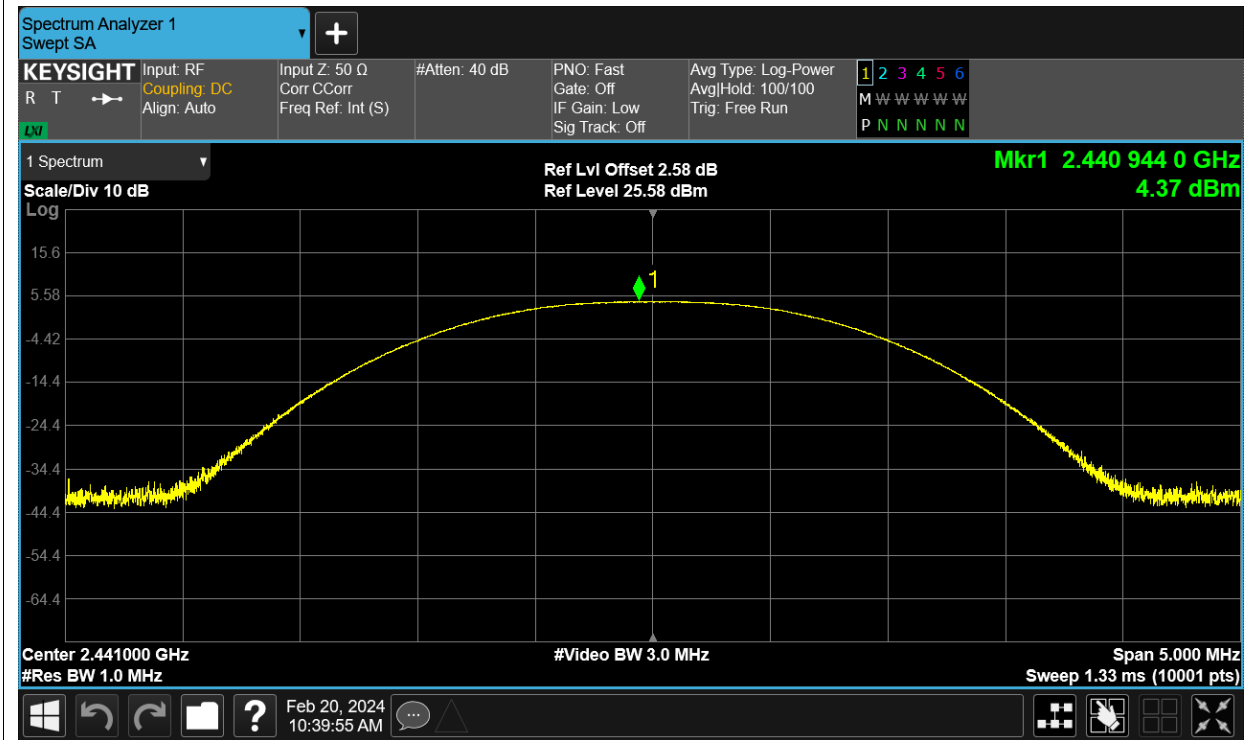 Spectrum Analyzer 1
Swept SA
KEYSIGHT
R T
LXI
Input: RF
Coupling: DC
Align: Auto
Input Z: 50 Ω
Corr CCorr
Freq Ref: Int (S)
#Atten: 40 dB
PNO: Fast
Gate: Off
IF Gain: Low
Sig Track: Off
Avg Type: Log-Power
Avg|Hold: 100/100
Trig: Free Run
1 2 3 4 5 6
M W W W W W
P N N N N N
1 Spectrum
Scale/Div 10 dB
Log
Ref Lvl Offset 2.58 dB
Ref Level 25.58 dBm
Mkr1 2.440 944 0 GHz
4.37 dBm
15.6
5.58
-4.42
-14.4
-24.4
-34.4
-44.4
-54.4
-64.4
1
Center 2.441000 GHz
#Res BW 1.0 MHz
#Video BW 3.0 MHz
Span 5.000 MHz
Sweep 1.33 ms (10001 pts)
?
Feb 20, 2024
10:39:55 AM